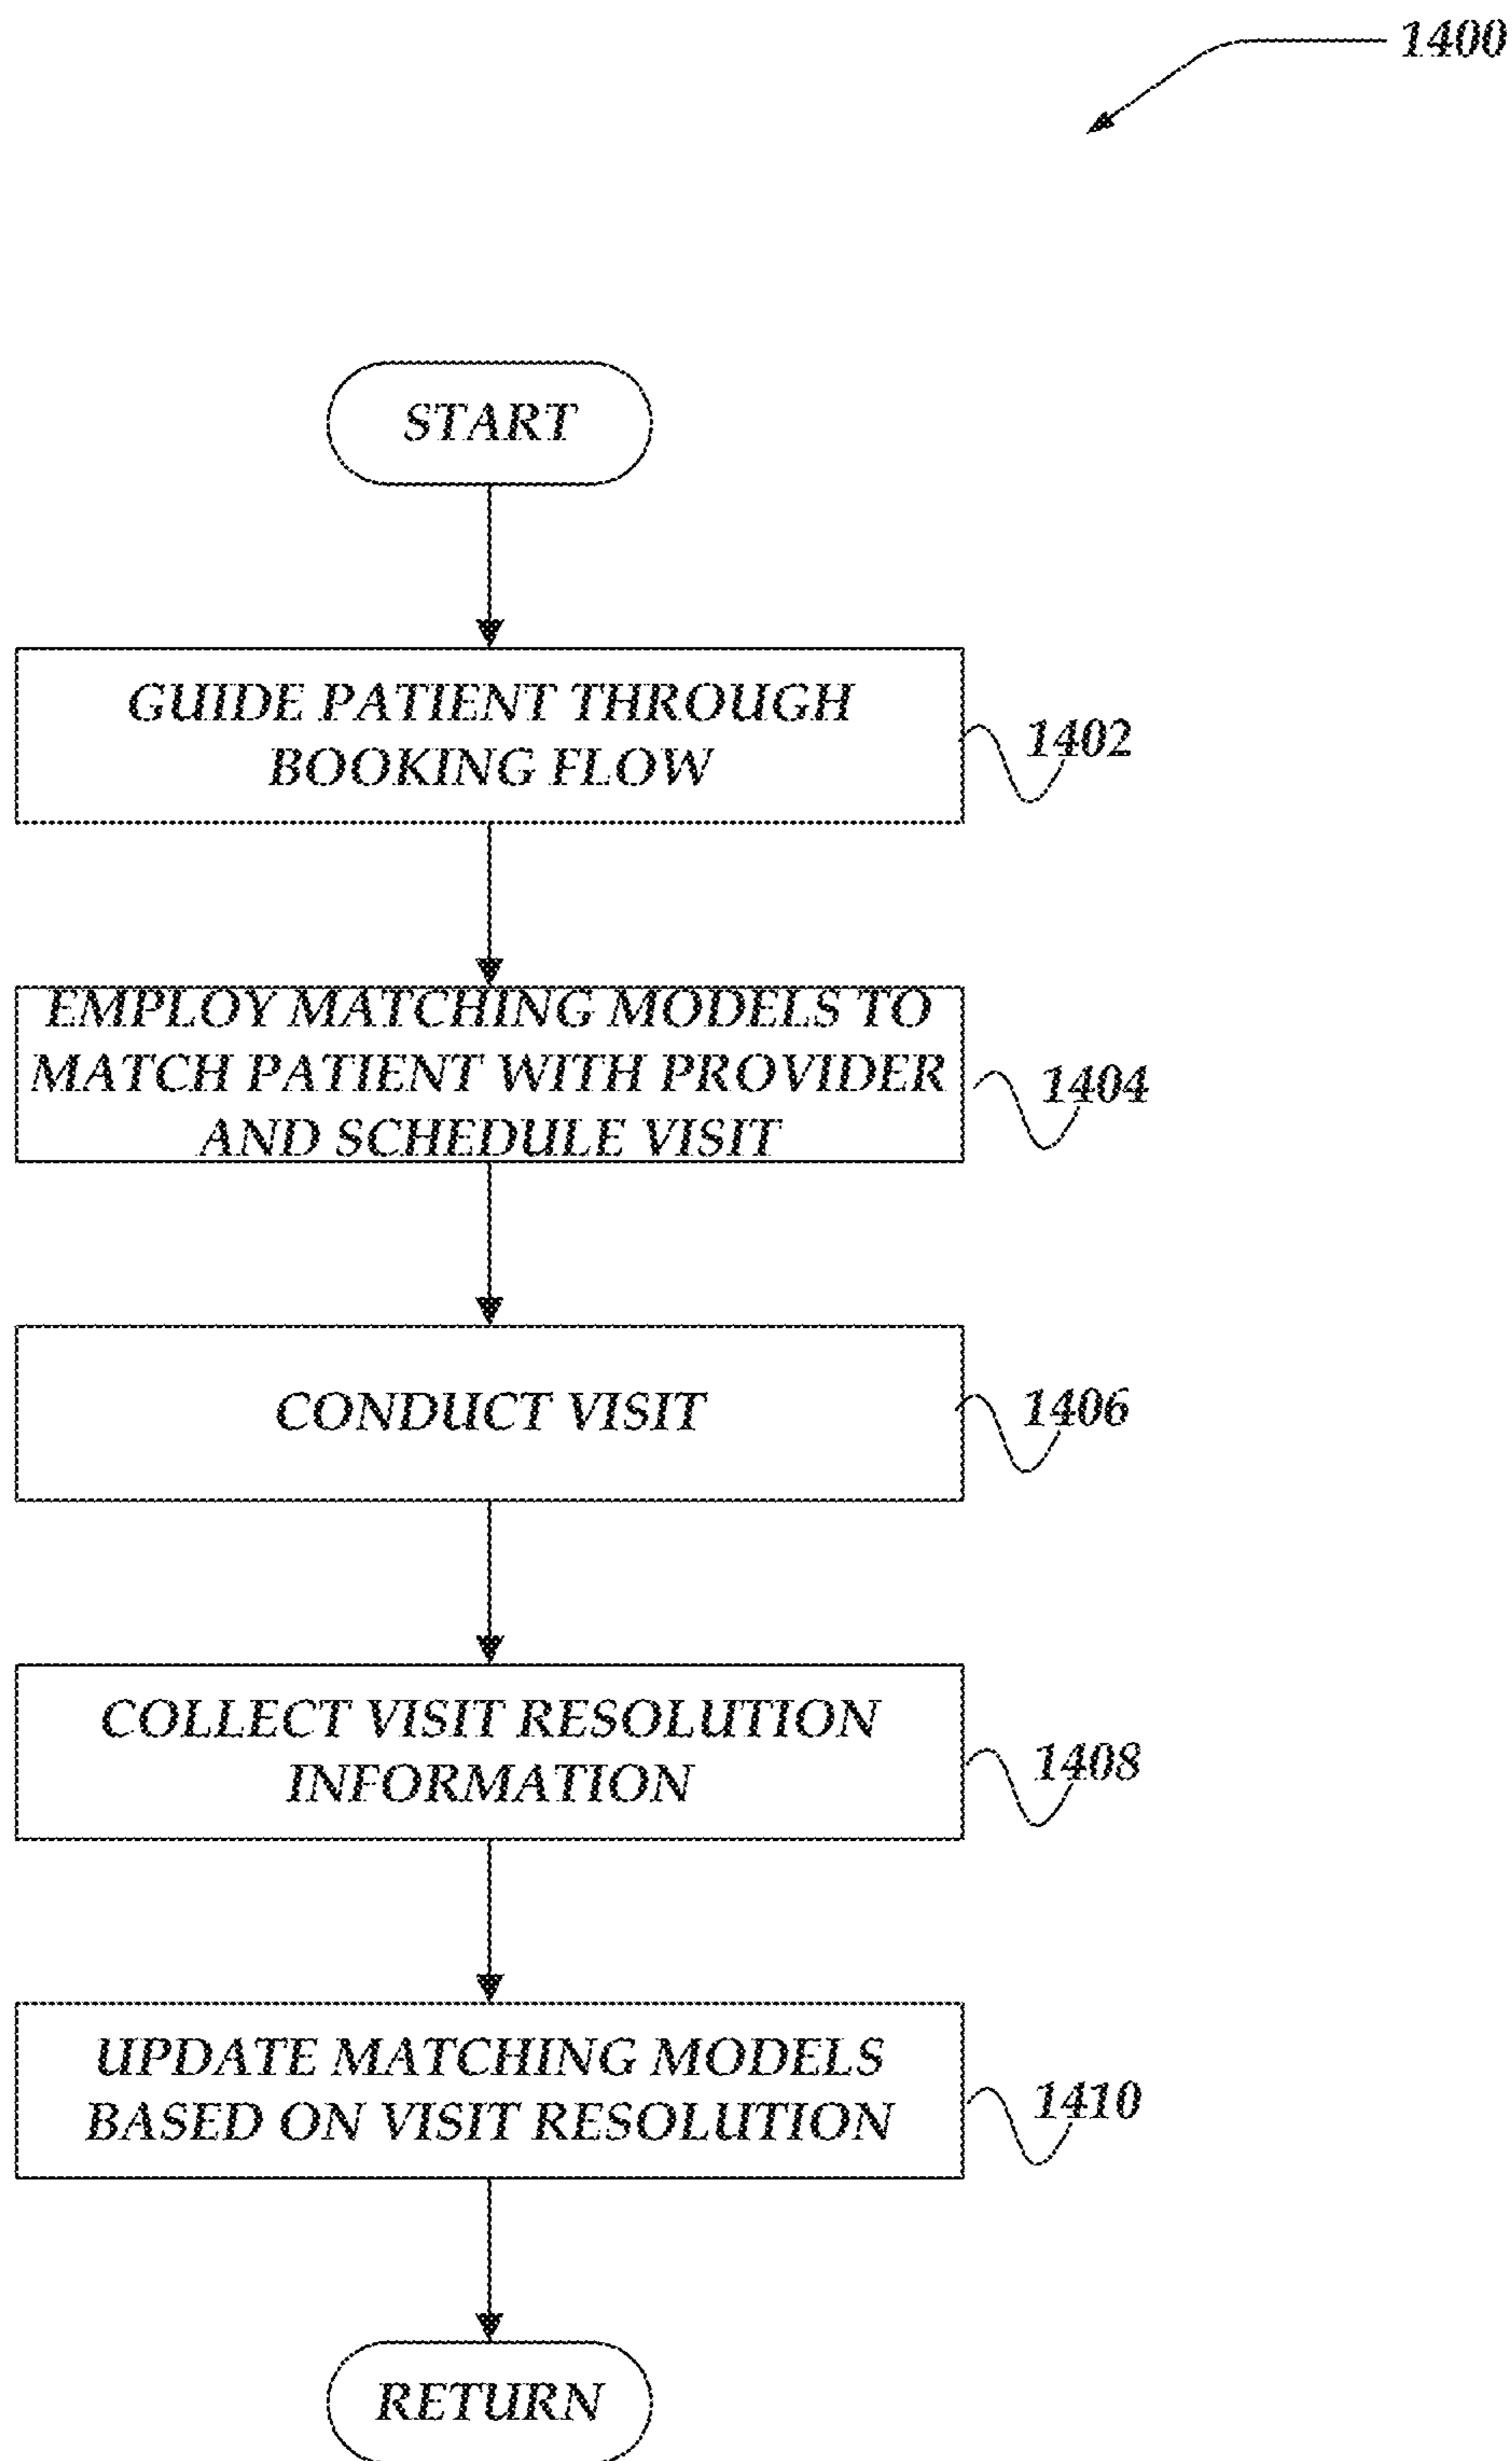 1400
START
GUIDE PATIENT THROUGH
BOOKING FLOW
1402
EMPLOY MATCHING MODELS TO
MATCH PATIENT WITH PROVIDER
AND SCHEDULE VISIT
1404
CONDUCT VISIT
1406
COLLECT VISIT RESOLUTION
INFORMATION
1408
UPDATE MATCHING MODELS
BASED ON VISIT RESOLUTION
1410
RETURN